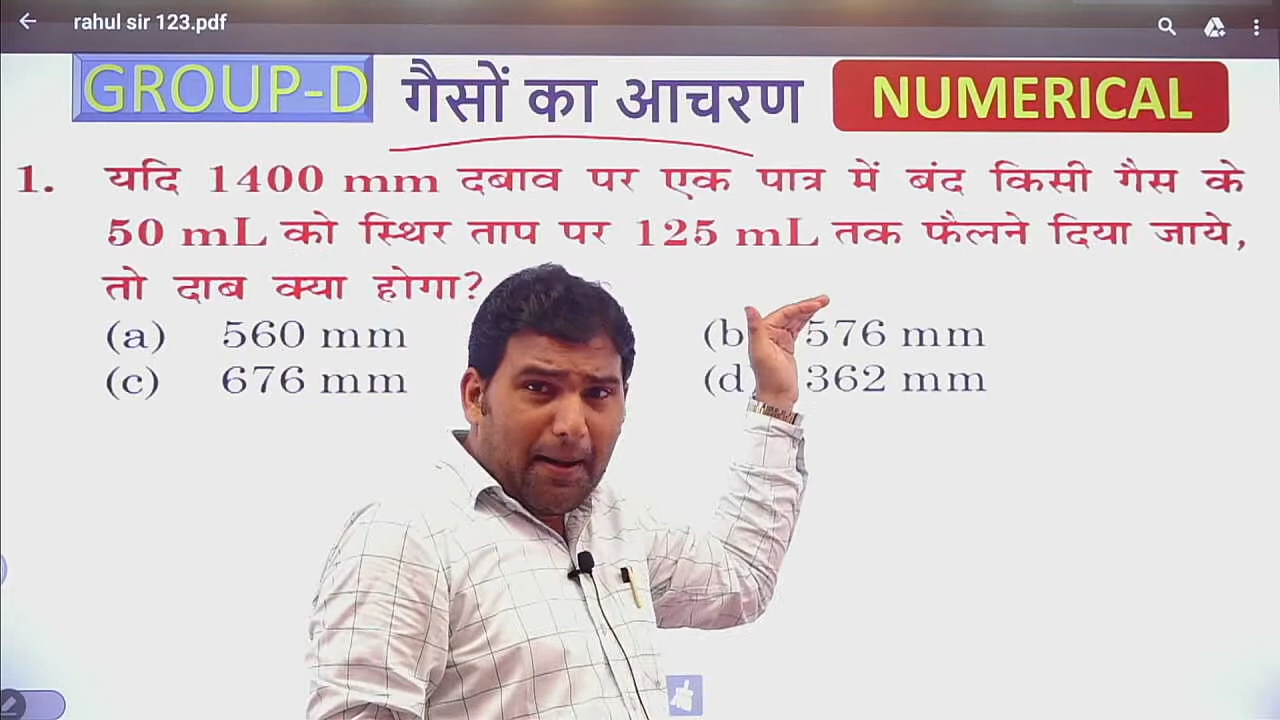 rahul sir 123.pdf
GROUP-D गैसों का आचरण NUMERICAL
1. यदि 1400 mm दबाव पर एक पात्र में बंद किसी गैस के
50 mL को स्थिर ताप पर 125 mL तक फैलने दिया जाये,
तो दाब क्या होगा?
(a) 560 mm (b 576 mm
(c) 676 mm (d) 362 mm